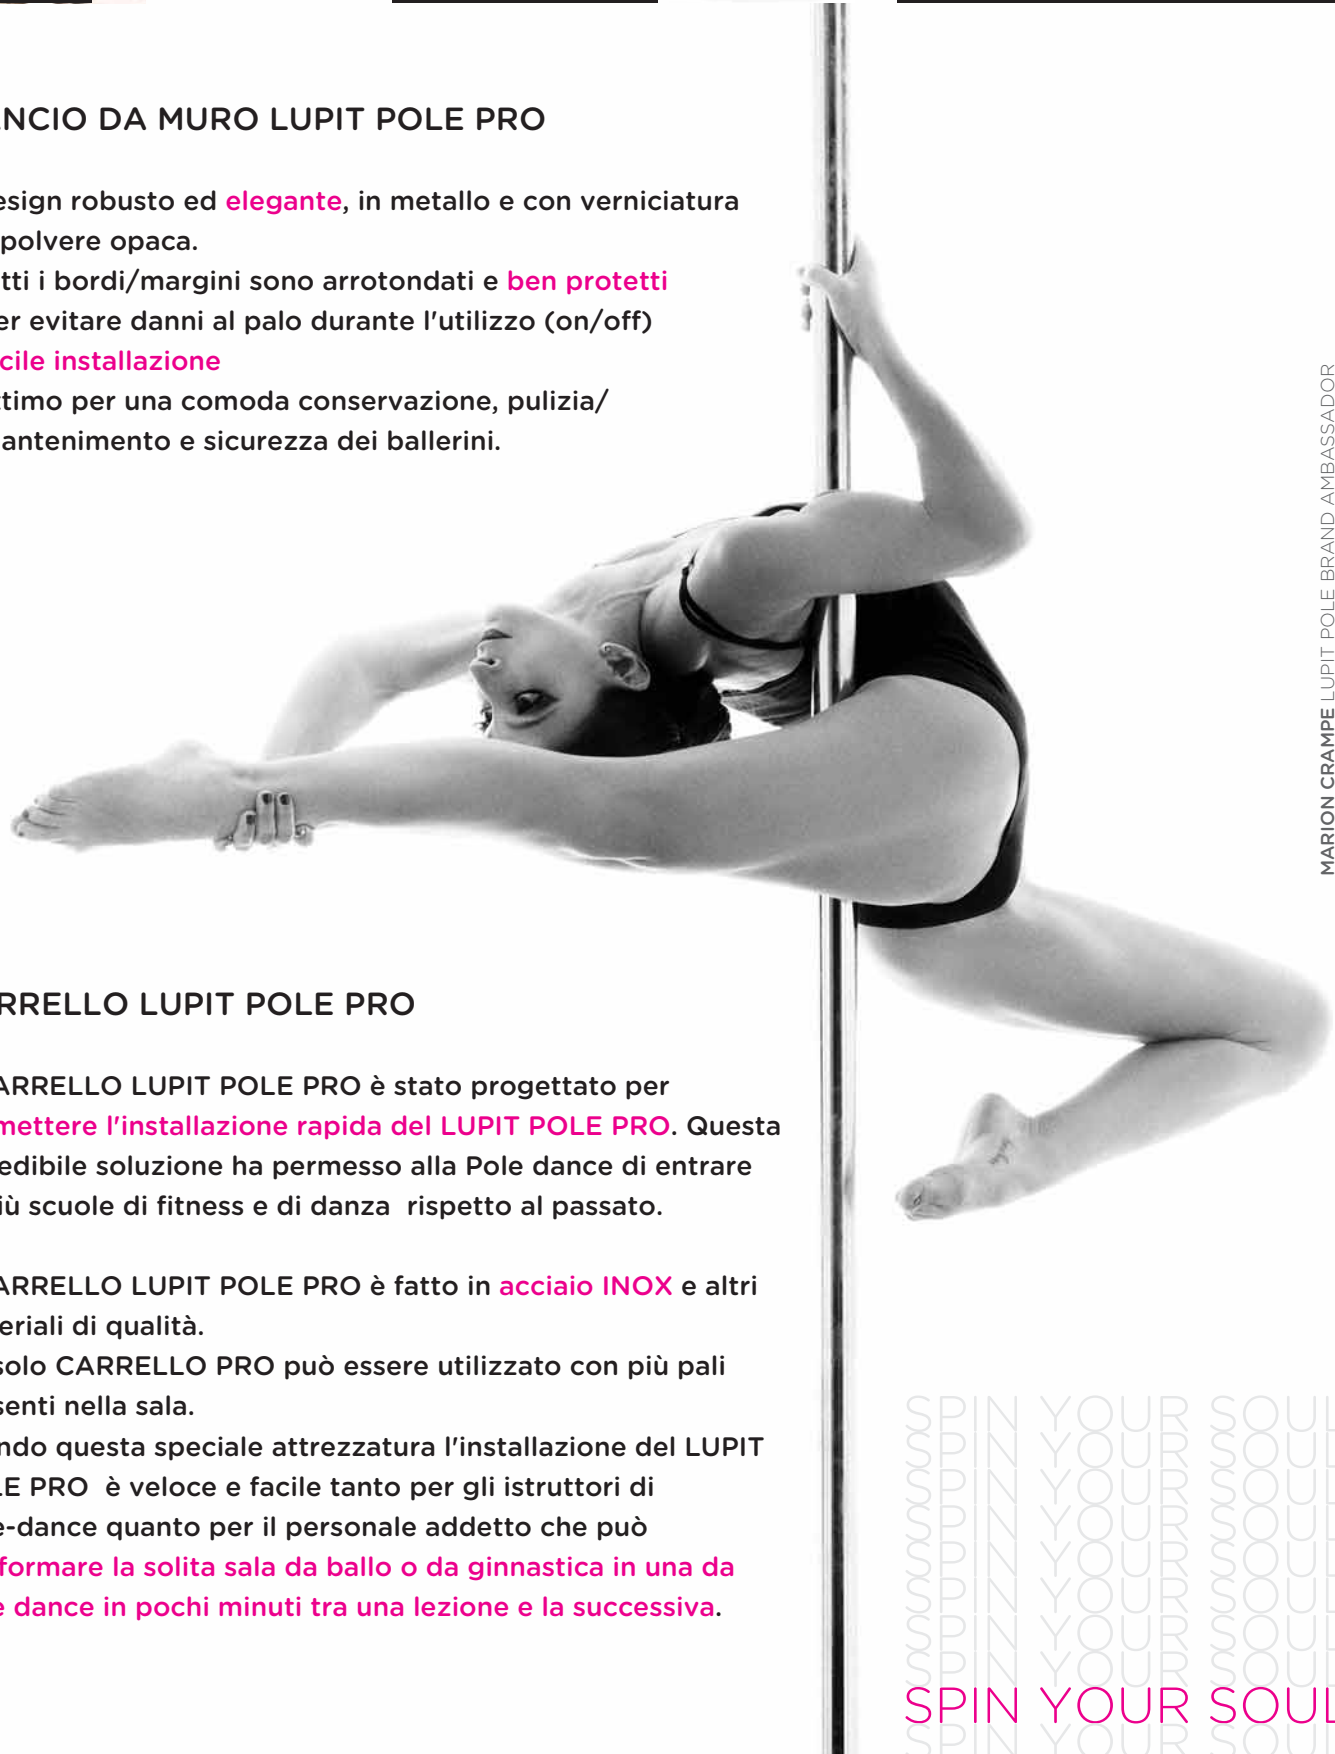 NCIO DA MURO LUPIT POLE PRO
esign robusto ed elegante, in metallo e con verniciatura
polvere opaca.
tti i bordi/margini sono arrotondati e ben protetti
er evitare danni al palo durante l'utilizzo (on/off)
cile installazione
ttimo per una comoda conservazione, pulizia/
antenimento e sicurezza dei ballerini.
MARION CRAMPE LUPIT POLE BRAND AMBASSADOR
RRELLO LUPIT POLE PRO
ARRELLO LUPIT POLE PRO è stato progettato per
mettere l'installazione rapida del LUPIT POLE PRO. Questa
edibile soluzione ha permesso alla Pole dance di entrare
iù scuole di fitness e di danza  rispetto al passato.
ARRELLO LUPIT POLE PRO è fatto in acciaio INOX e altri
eriali di qualità.
solo CARRELLO PRO può essere utilizzato con più pali
senti nella sala.
ndo questa speciale attrezzatura l'installazione del LUPIT
LE PRO  è veloce e facile tanto per gli istruttori di
e-dance quanto per il personale addetto che può
formare la solita sala da ballo o da ginnastica in una da
e dance in pochi minuti tra una lezione e la successiva.
SPIN YOUR SOUL
SPIN YOUR SOUL
SPIN YOUR SOUL
SPIN YOUR SOUL
SPIN YOUR SOUL
SPIN YOUR SOUL
SPIN YOUR SOUL
SPIN YOUR SOUL
SPIN YOUR SOUL
SPIN YOUR SOUL